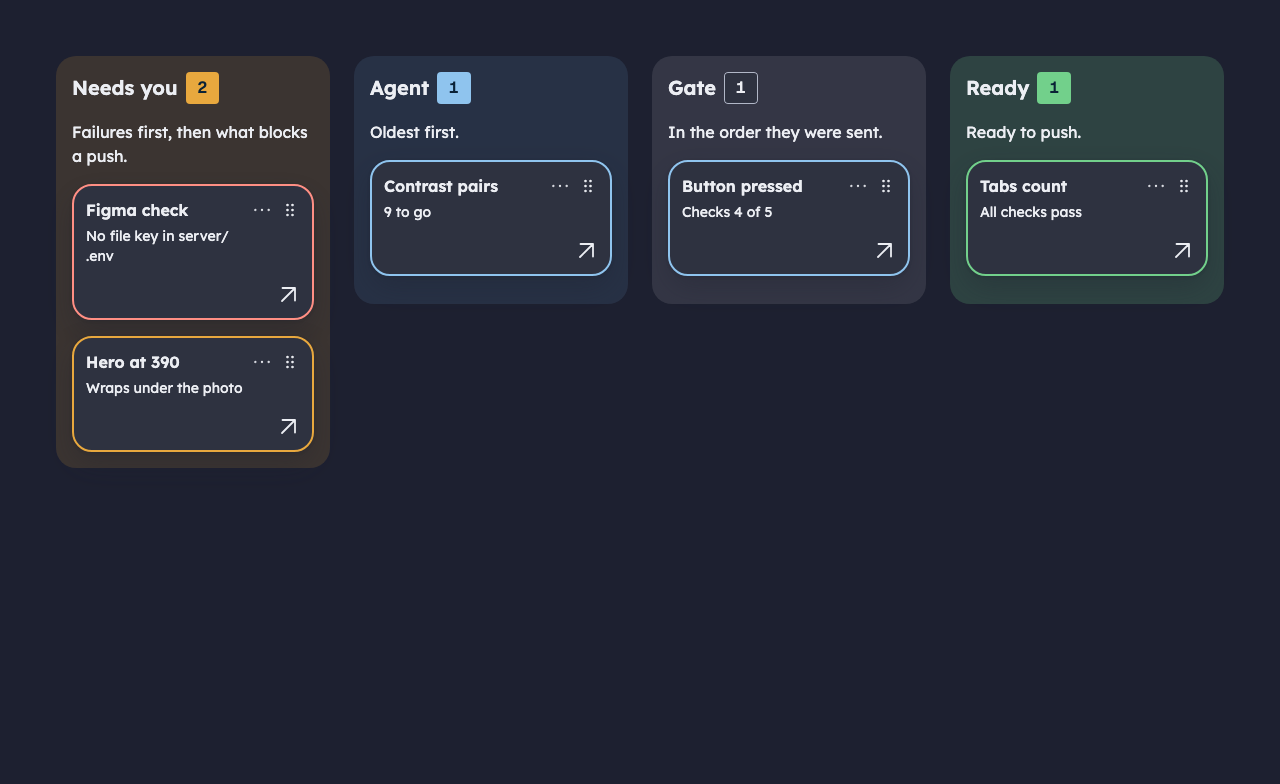 Needs you 2
Failures first, then what blocks
a push.
Figma check
No file key in server/
.env
Hero at 390
Wraps under the photo
Agent 1
Oldest first.
Contrast pairs
9 to go
Gate 1
In the order they were sent.
Button pressed
Checks 4 of 5
Ready 1
Ready to push.
Tabs count
All checks pass